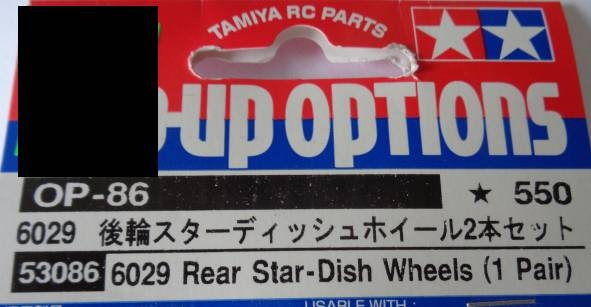 TAMIYA RC PARTS
-UP OPTIONS
OP-86 ★ 550
6029 後輪スターディッシュホイール2本セット
53086 6029 Rear Star-Dish Wheels (1 Pair)
USABLE WITH: